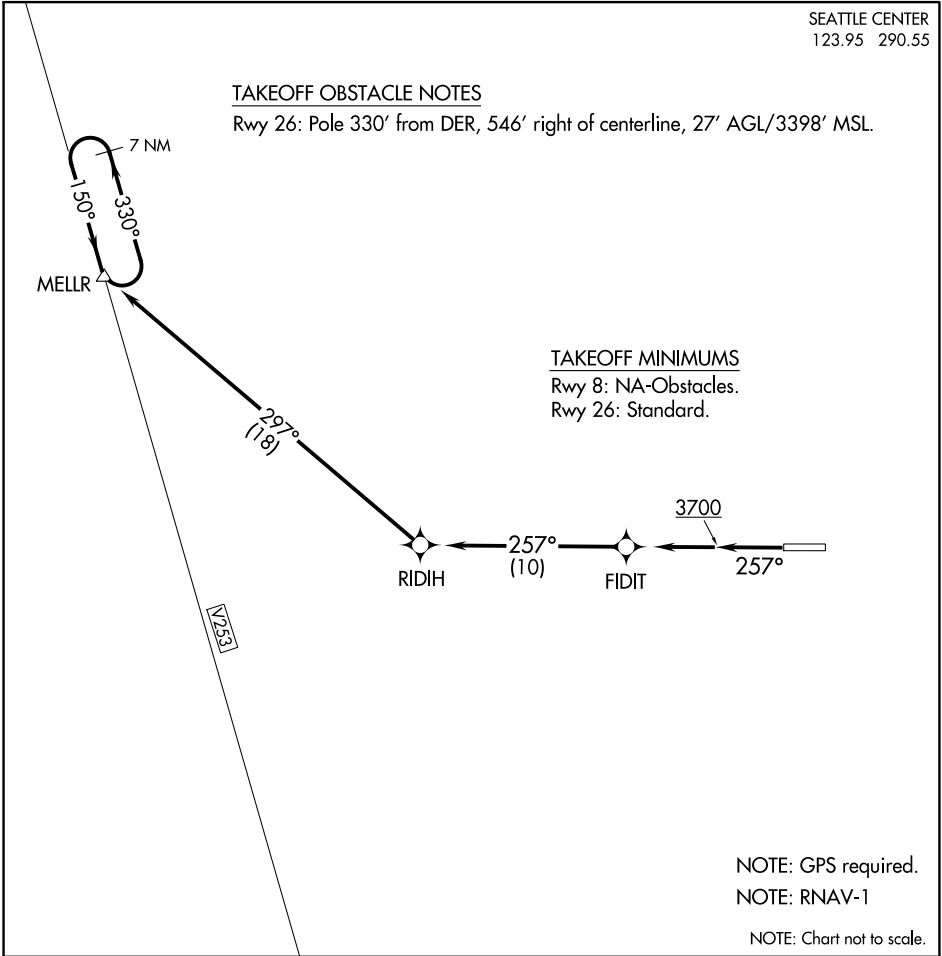 SEATTLE CENTER
123.95 290.55
TAKEOFF OBSTACLE NOTES
Rwy 26: Pole 330' from DER, 546' right of centerline, 27' AGL/3398' MSL.
7 NM
150°
330°
MELLR
TAKEOFF MINIMUMS
Rwy 8: NA-Obstacles.
Rwy 26: Standard.
297°
(18)
3700
257°
(10)
257°
RIDIH
FIDIT
V253
NOTE: GPS required.
NOTE: RNAV-1
NOTE: Chart not to scale.